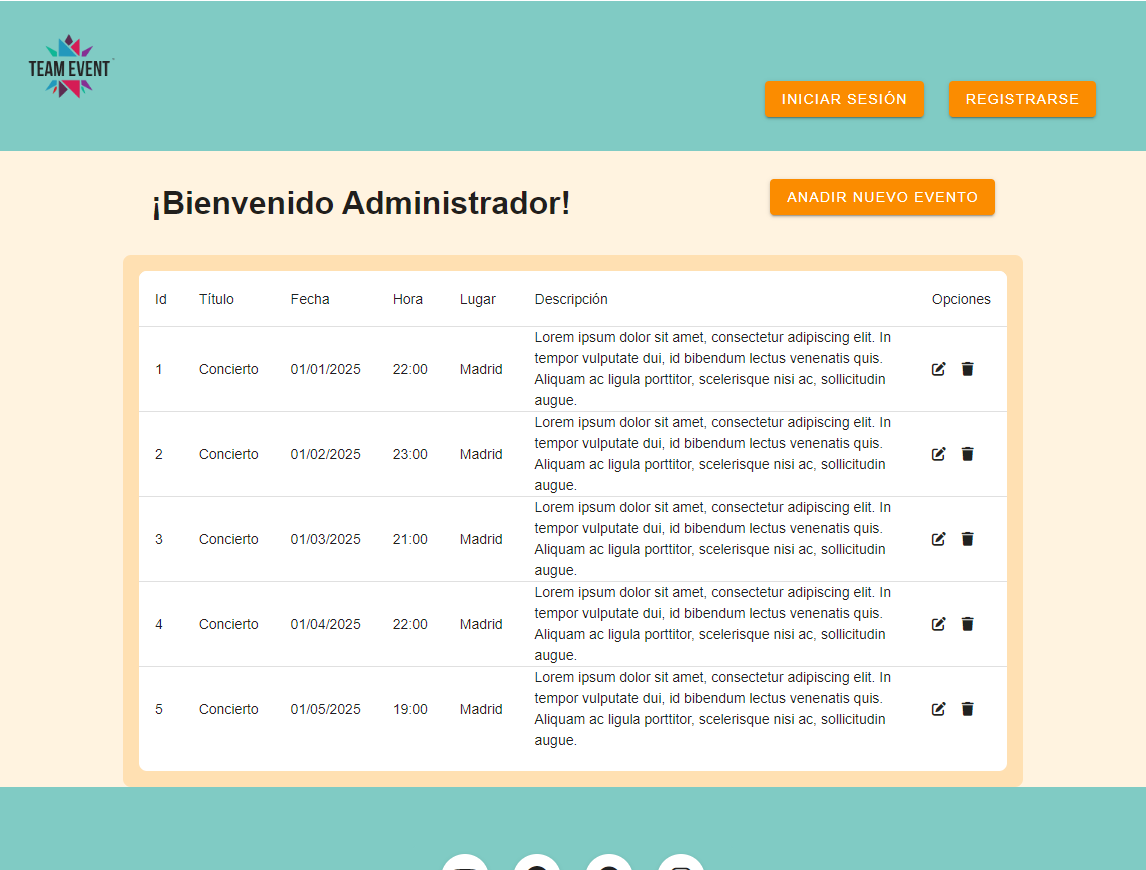 TEAM EVENT
INICIAR SESIÓN
REGISTRARSE
¡Bienvenido Administrador!
ANADIR NUEVO EVENTO
Id Título Fecha Hora Lugar Descripción Opciones
1 Concierto 01/01/2025 22:00 Madrid Lorem ipsum dolor sit amet, consectetur adipiscing elit. In
tempor vulputate dui, id bibendum lectus venenatis quis.
Aliquam ac ligula porttitor, scelerisque nisi ac, sollicitudin
augue.
2 Concierto 01/02/2025 23:00 Madrid Lorem ipsum dolor sit amet, consectetur adipiscing elit. In
tempor vulputate dui, id bibendum lectus venenatis quis.
Aliquam ac ligula porttitor, scelerisque nisi ac, sollicitudin
augue.
3 Concierto 01/03/2025 21:00 Madrid Lorem ipsum dolor sit amet, consectetur adipiscing elit. In
tempor vulputate dui, id bibendum lectus venenatis quis.
Aliquam ac ligula porttitor, scelerisque nisi ac, sollicitudin
augue.
4 Concierto 01/04/2025 22:00 Madrid Lorem ipsum dolor sit amet, consectetur adipiscing elit. In
tempor vulputate dui, id bibendum lectus venenatis quis.
Aliquam ac ligula porttitor, scelerisque nisi ac, sollicitudin
augue.
5 Concierto 01/05/2025 19:00 Madrid Lorem ipsum dolor sit amet, consectetur adipiscing elit. In
tempor vulputate dui, id bibendum lectus venenatis quis.
Aliquam ac ligula porttitor, scelerisque nisi ac, sollicitudin
augue.